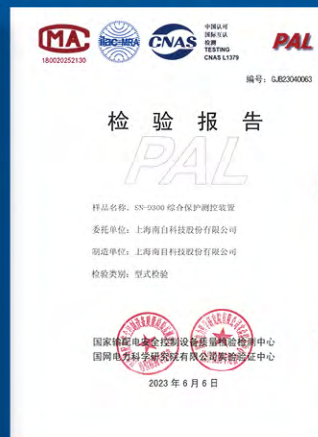 MA
ilac-MRA
CNAS
中国认可
国际互认
检测
TESTING
CNAS L1379
PAL
180020252130
编号：GJB23040063
检验报告
PAL
样品名称：SN-9300 综合保护测控装置
委托单位：上海南自科技股份有限公司
制造单位：上海南自科技股份有限公司
检验类别：型式检验
国家输配电安全控制设备质量检验检测中心
国网电力科学研究院有限公司实验验证中心
2023 年 6 月 6 日